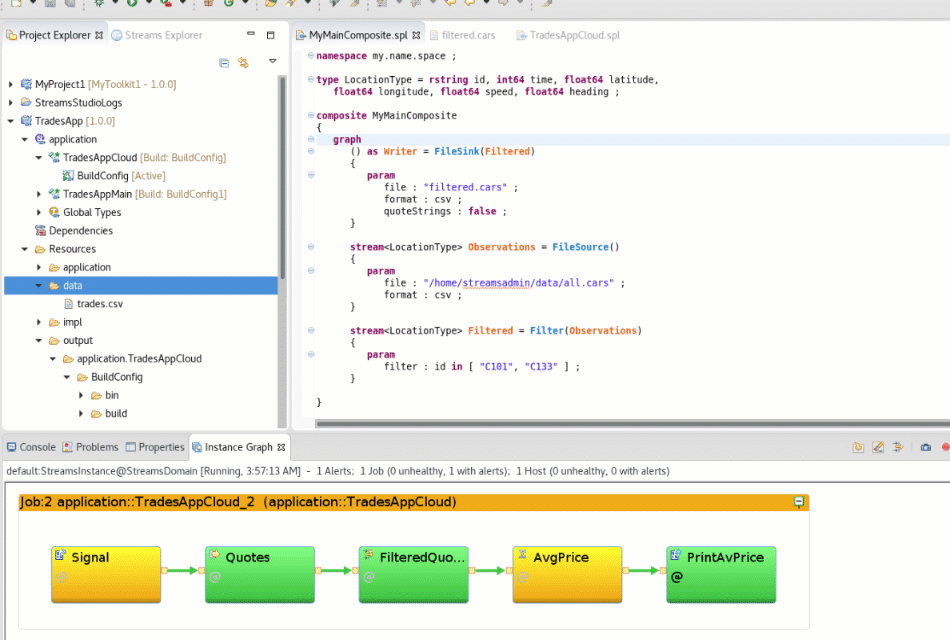 Project Explorer
Streams Explorer
MyProject1 [MyToolkit1 - 1.0.0]
StreamsStudioLogs
TradesApp [1.0.0]
application
TradesAppCloud [Build: BuildConfig]
BuildConfig [Active]
TradesAppMain [Build: BuildConfig1]
Global Types
Dependencies
Resources
application
data
trades.csv
impl
output
application.TradesAppCloud
BuildConfig
bin
build
MyMainComposite.spl
filtered.cars
TradesAppCloud.spl
namespace my.name.space ;
type LocationType = rstring id, int64 time, float64 latitude,
float64 longitude, float64 speed, float64 heading ;
composite MyMainComposite
{
graph
() as Writer = FileSink(Filtered)
{
param
file : "filtered.cars" ;
format : csv ;
quoteStrings : false ;
}
stream<LocationType> Observations = FileSource()
{
param
file : "/home/streamsadmin/data/all.cars" ;
format : csv ;
}
stream<LocationType> Filtered = Filter(Observations)
{
param
filter : id in [ "C101", "C133" ] ;
}
}
Console
Problems
Properties
Instance Graph
default:StreamsInstance@StreamsDomain [Running, 3:57:13 AM] - 1 Alerts; 1 Job (0 unhealthy, 1 with alerts); 1 Host (0 unhealthy, 0 with alerts)
Job:2 application::TradesAppCloud_2 (application::TradesAppCloud)
Signal
@
Quotes
@
FilteredQuo...
@
AvgPrice
@
PrintAvPrice
@